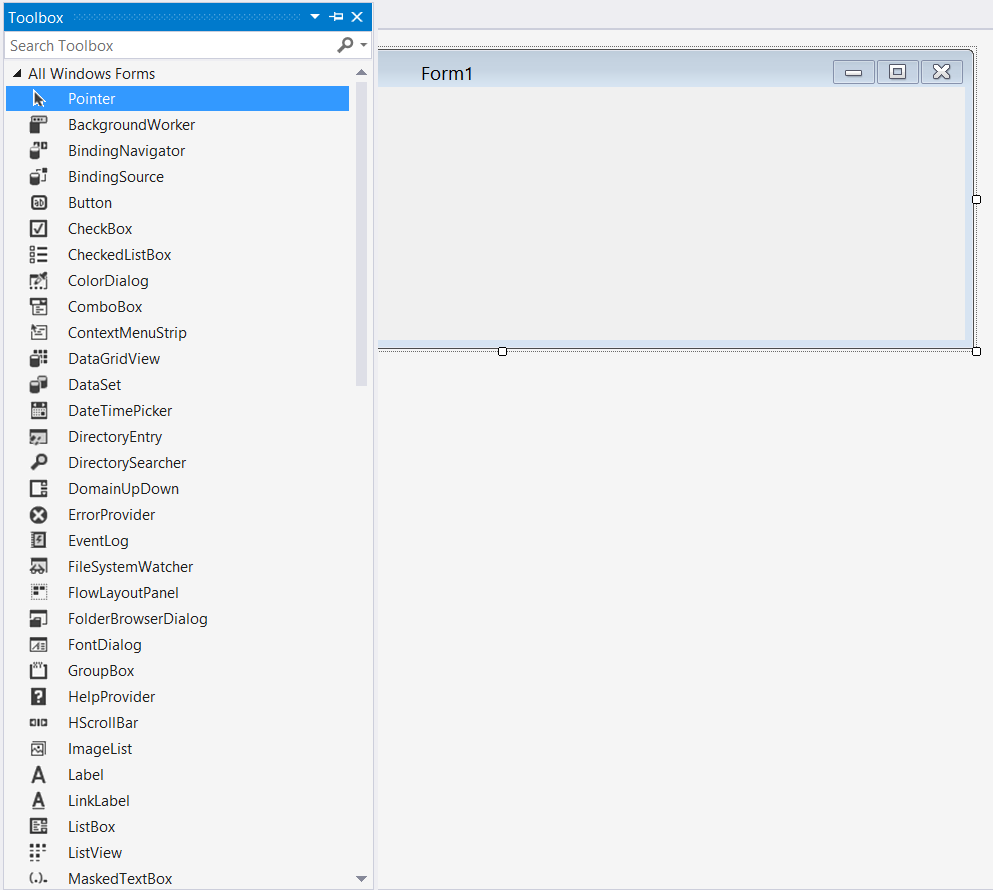 Toolbox
Search Toolbox
All Windows Forms
Pointer
BackgroundWorker
BindingNavigator
BindingSource
Button
CheckBox
CheckedListBox
ColorDialog
ComboBox
ContextMenuStrip
DataGridView
DataSet
DateTimePicker
DirectoryEntry
DirectorySearcher
DomainUpDown
ErrorProvider
EventLog
FileSystemWatcher
FlowLayoutPanel
FolderBrowserDialog
FontDialog
GroupBox
HelpProvider
HScrollBar
ImageList
Label
LinkLabel
ListBox
ListView
MaskedTextBox
Form1